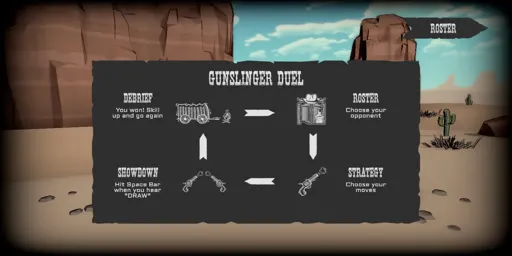 ROSTER
GUNSLINGER DUEL
DEBRIEF
You won! Skill
up and go again
ROSTER
Choose your
opponent
SHOWDOWN
Hit Space Bar
when you hear
"DRAW"
STRATEGY
Choose your
moves